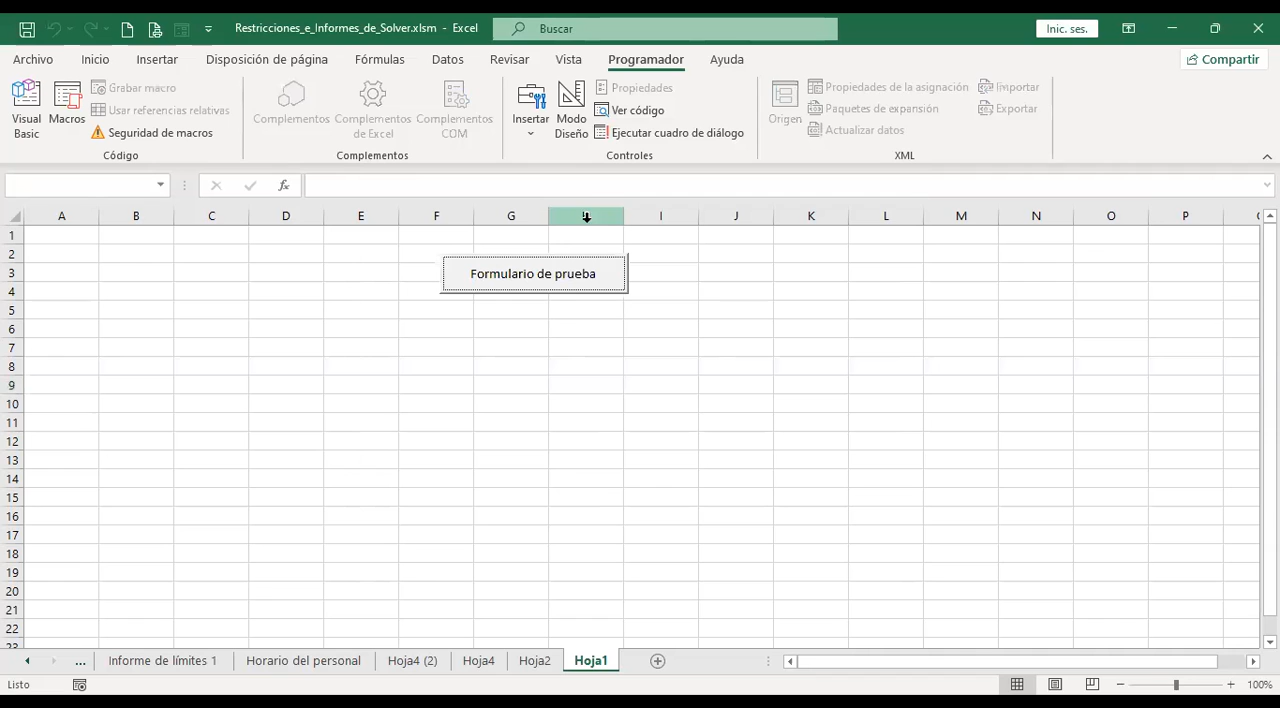 Restricciones_e_Informes_de_Solver.xlsm - Excel
Buscar
Inic. ses.
Archivo Inicio Insertar Disposición de página Fórmulas Datos Revisar Vista Programador Ayuda Compartir
Visual Basic
Macros
Grabar macro
Usar referencias relativas
Seguridad de macros
Código
Complementos
Complementos de Excel
Complementos COM
Complementos
Insertar
Modo Diseño
Propiedades
Ver código
Ejecutar cuadro de diálogo
Controles
Origen
Propiedades de la asignación
Paquetes de expansión
Actualizar datos
Importar
Exportar
XML
fx
A B C D E F G I J K L M N O P
1
2
3
Formulario de prueba
4
5
6
7
8
9
10
11
12
13
14
15
16
17
18
19
20
21
22
23
... Informe de límites 1 Horario del personal Hoja4 (2) Hoja4 Hoja2 Hoja1
Listo
100%